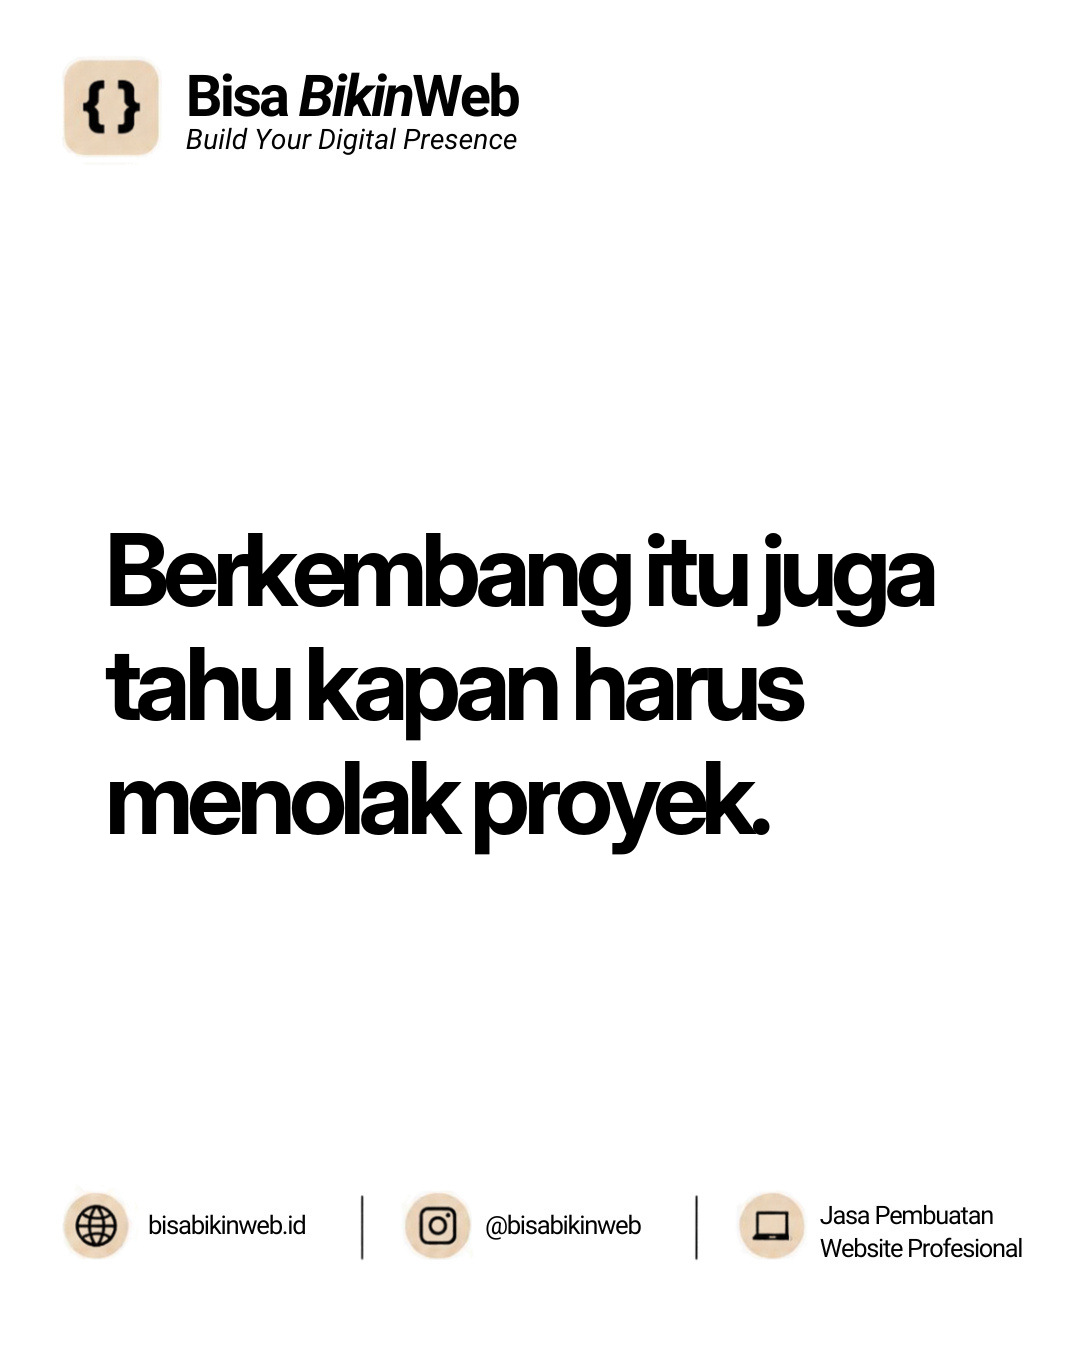 { }
Bisa BikinWeb
Build Your Digital Presence
Berkembang itu juga
tahu kapan harus
menolak proyek.
bisabikinweb.id
@bisabikinweb
Jasa Pembuatan
Website Profesional